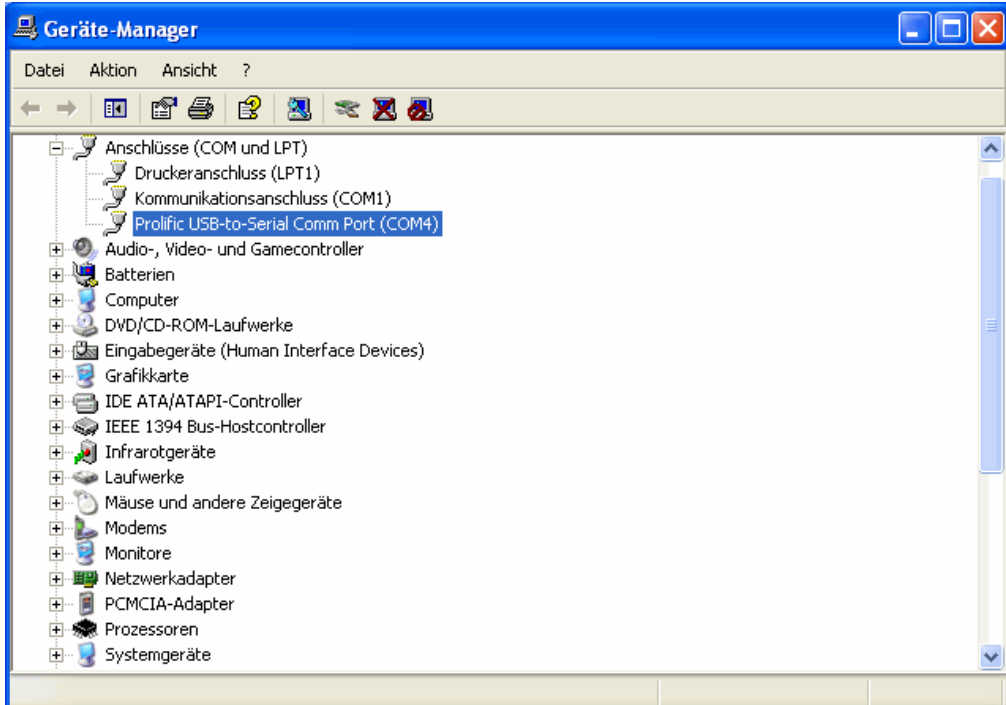 Geräte-Manager
Datei Aktion Ansicht ?
Anschlüsse (COM und LPT)
Druckeranschluss (LPT1)
Kommunikationsanschluss (COM1)
Prolific USB-to-Serial Comm Port (COM4)
Audio-, Video- und Gamecontroller
Batterien
Computer
DVD/CD-ROM-Laufwerke
Eingabegeräte (Human Interface Devices)
Grafikkarte
IDE ATA/ATAPI-Controller
IEEE 1394 Bus-Hostcontroller
Infrarotgeräte
Laufwerke
Mäuse und andere Zeigegeräte
Modems
Monitore
Netzwerkadapter
PCMCIA-Adapter
Prozessoren
Systemgeräte